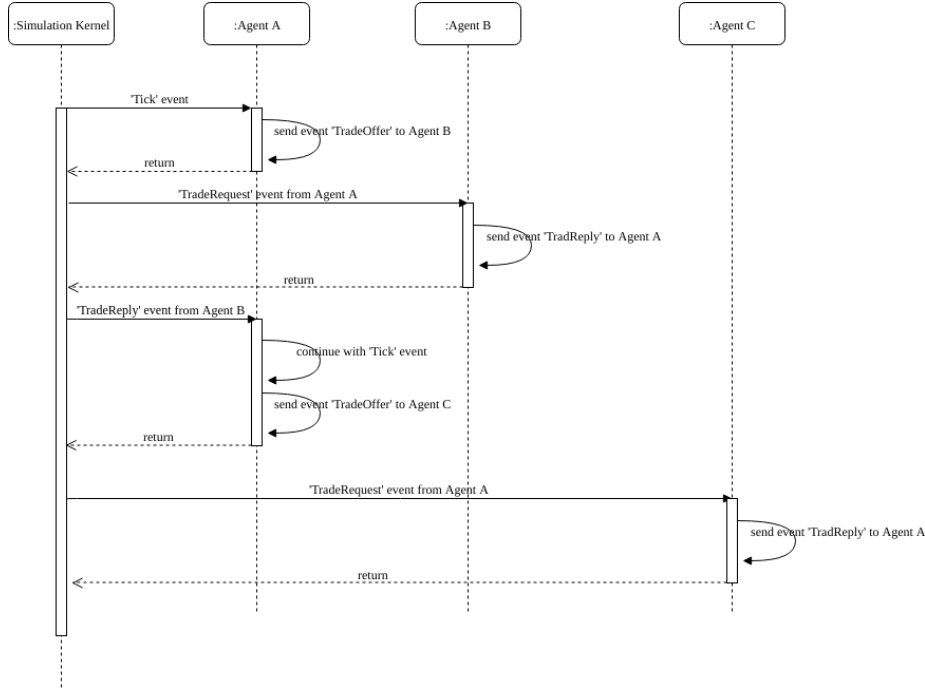 :Simulation Kernel
:Agent A
:Agent B
:Agent C
'Tick' event
send event 'TradeOffer' to Agent B
return
'TradeRequest' event from Agent A
send event 'TradReply' to Agent A
return
'TradeReply' event from Agent B
continue with 'Tick' event
send event 'TradeOffer' to Agent C
return
'TradeRequest' event from Agent A
send event 'TradReply' to Agent A
return